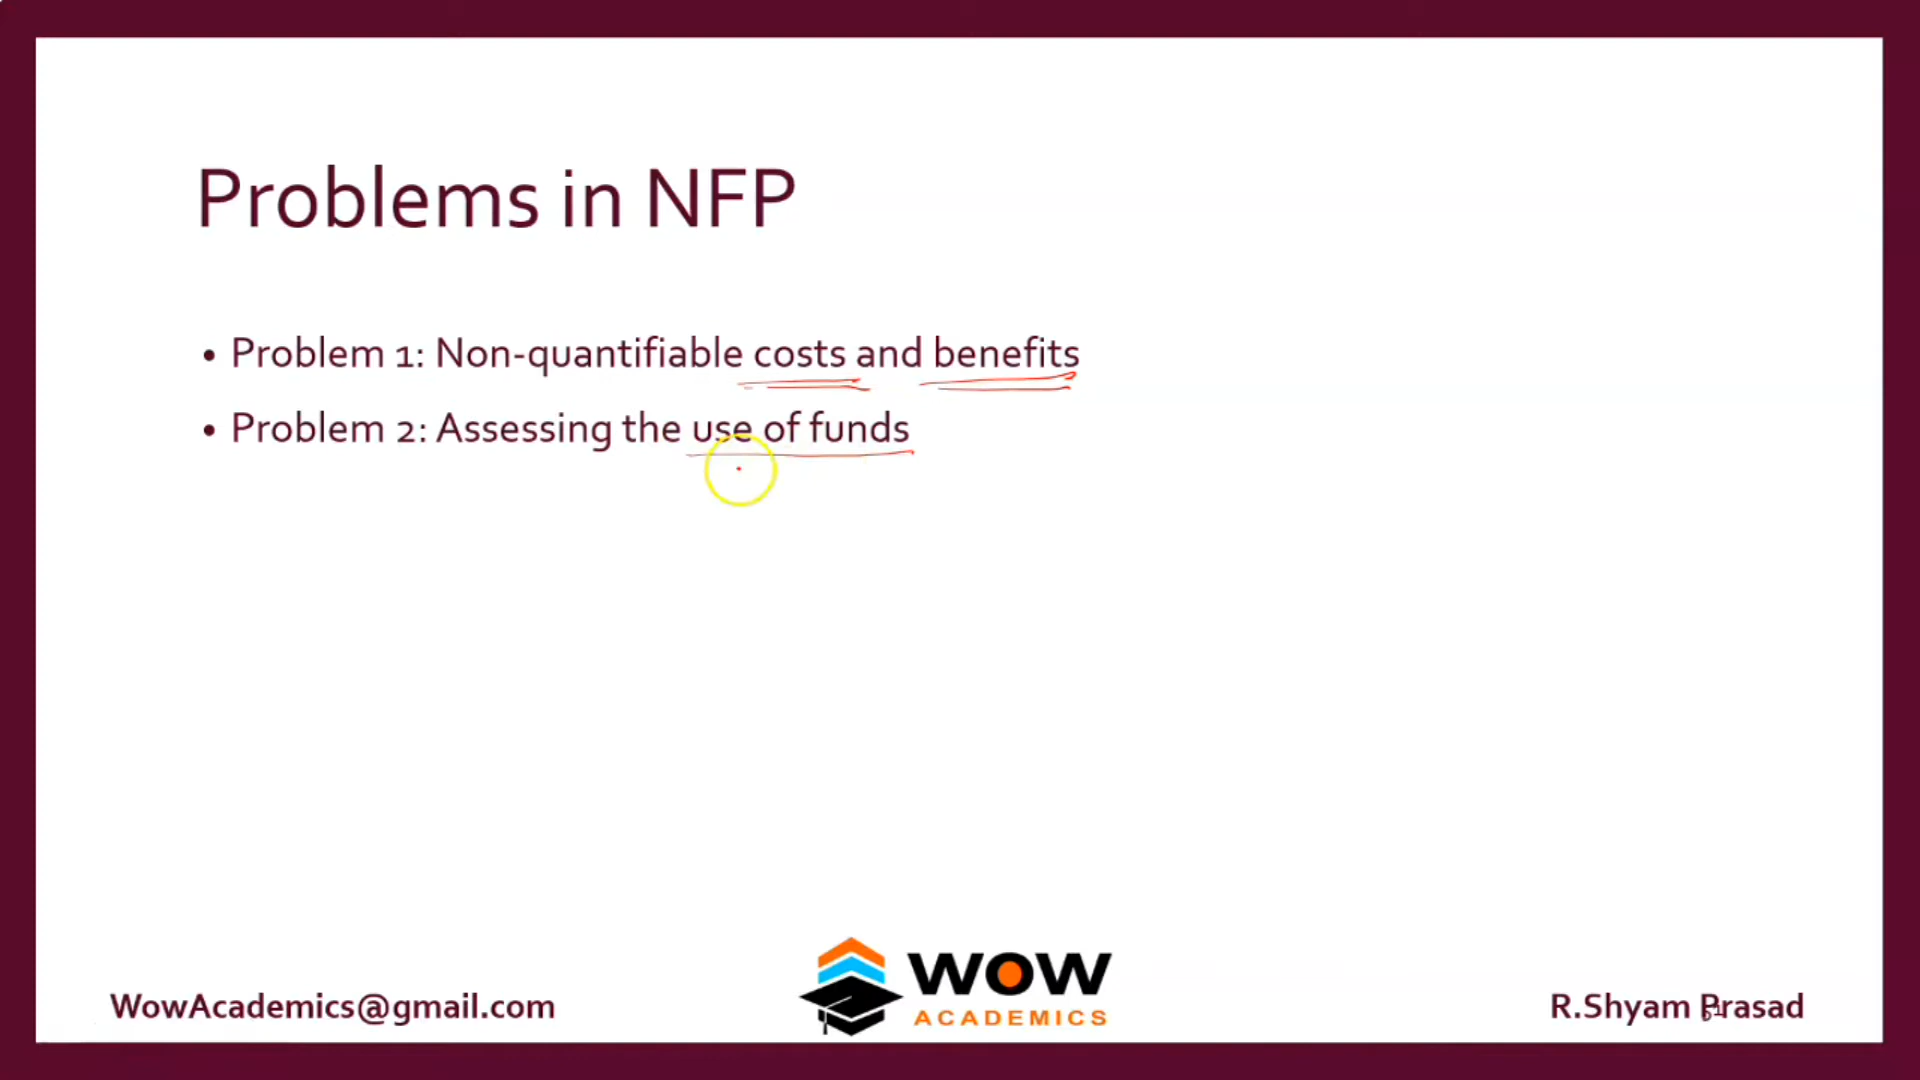 Problems in NFP
• Problem 1: Non-quantifiable costs and benefits
• Problem 2: Assessing the use of funds
WowAcademics@gmail.com
WOW
ACADEMICS
R.Shyam Prasad